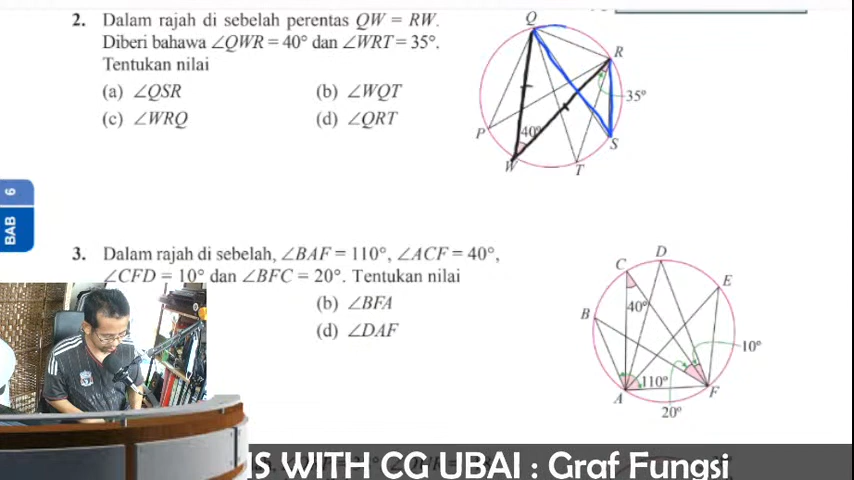 2. Dalam rajah di sebelah perentas QW = RW.
Diberi bahawa ∠QWR = 40° dan ∠WRT = 35°.
Tentukan nilai
(a) ∠QSR (b) ∠WQT
(c) ∠WRQ (d) ∠QRT
Q
R
35°
P
40°
S
W
T
BAB 6
3. Dalam rajah di sebelah, ∠BAF = 110°, ∠ACF = 40°,
∠CFD = 10° dan ∠BFC = 20°. Tentukan nilai
(b) ∠BFA
(d) ∠DAF
D
C
E
40°
B
10°
110°
A
F
20°
IS WITH CG UBAI : Graf Fungsi